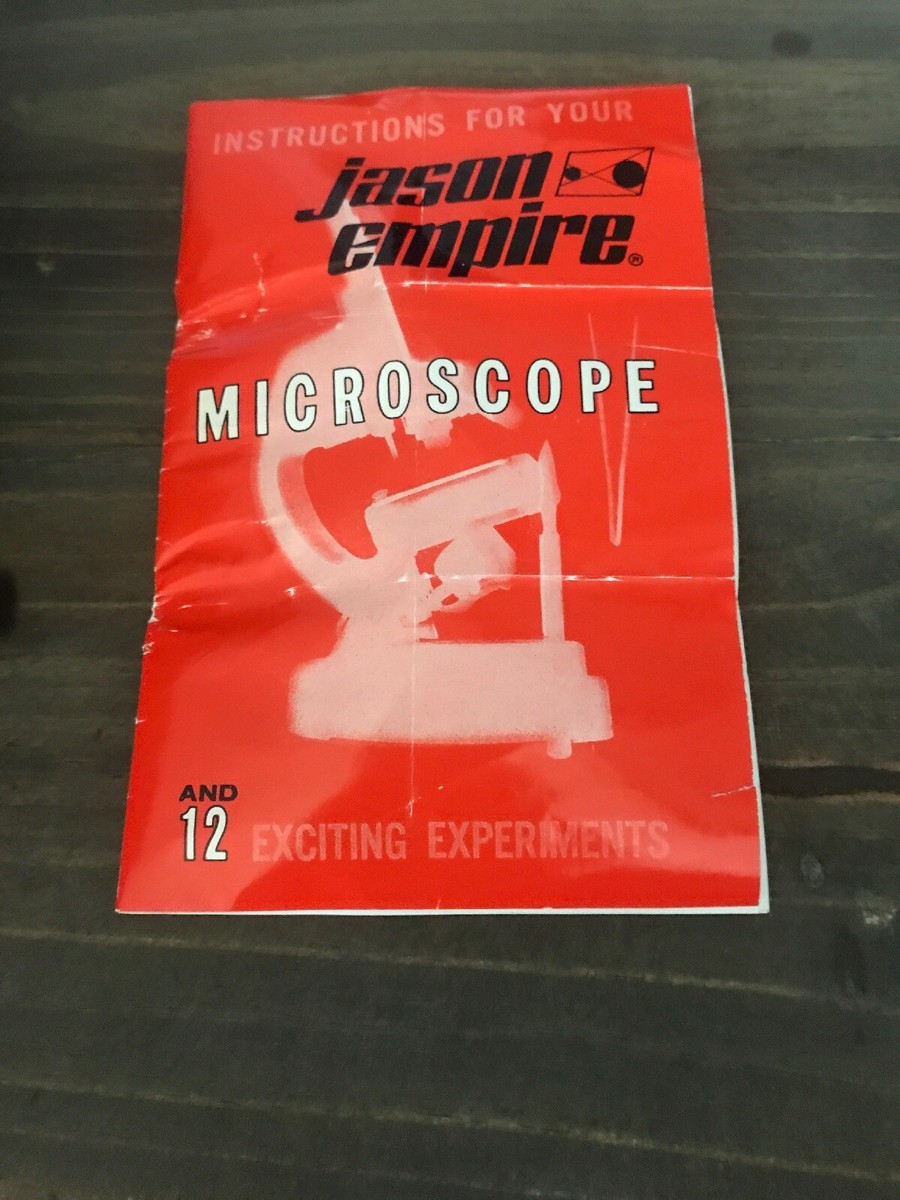 INSTRUCTIONS FOR YOUR
jason
empire®
MICROSCOPE
AND
12 EXCITING EXPERIMENTS